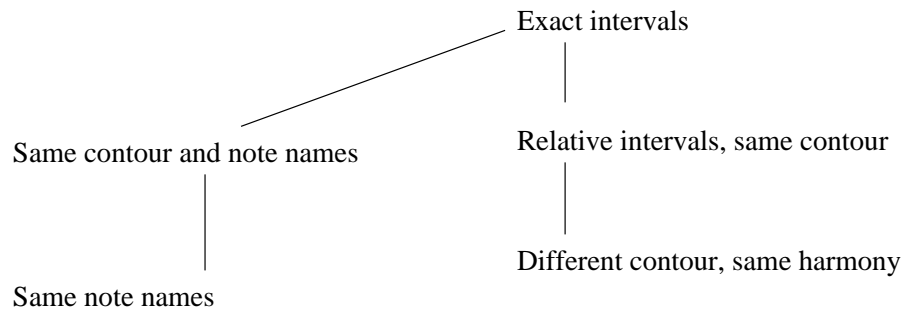 Exact intervals
Same contour and note names
Relative intervals, same contour
Different contour, same harmony
Same note names